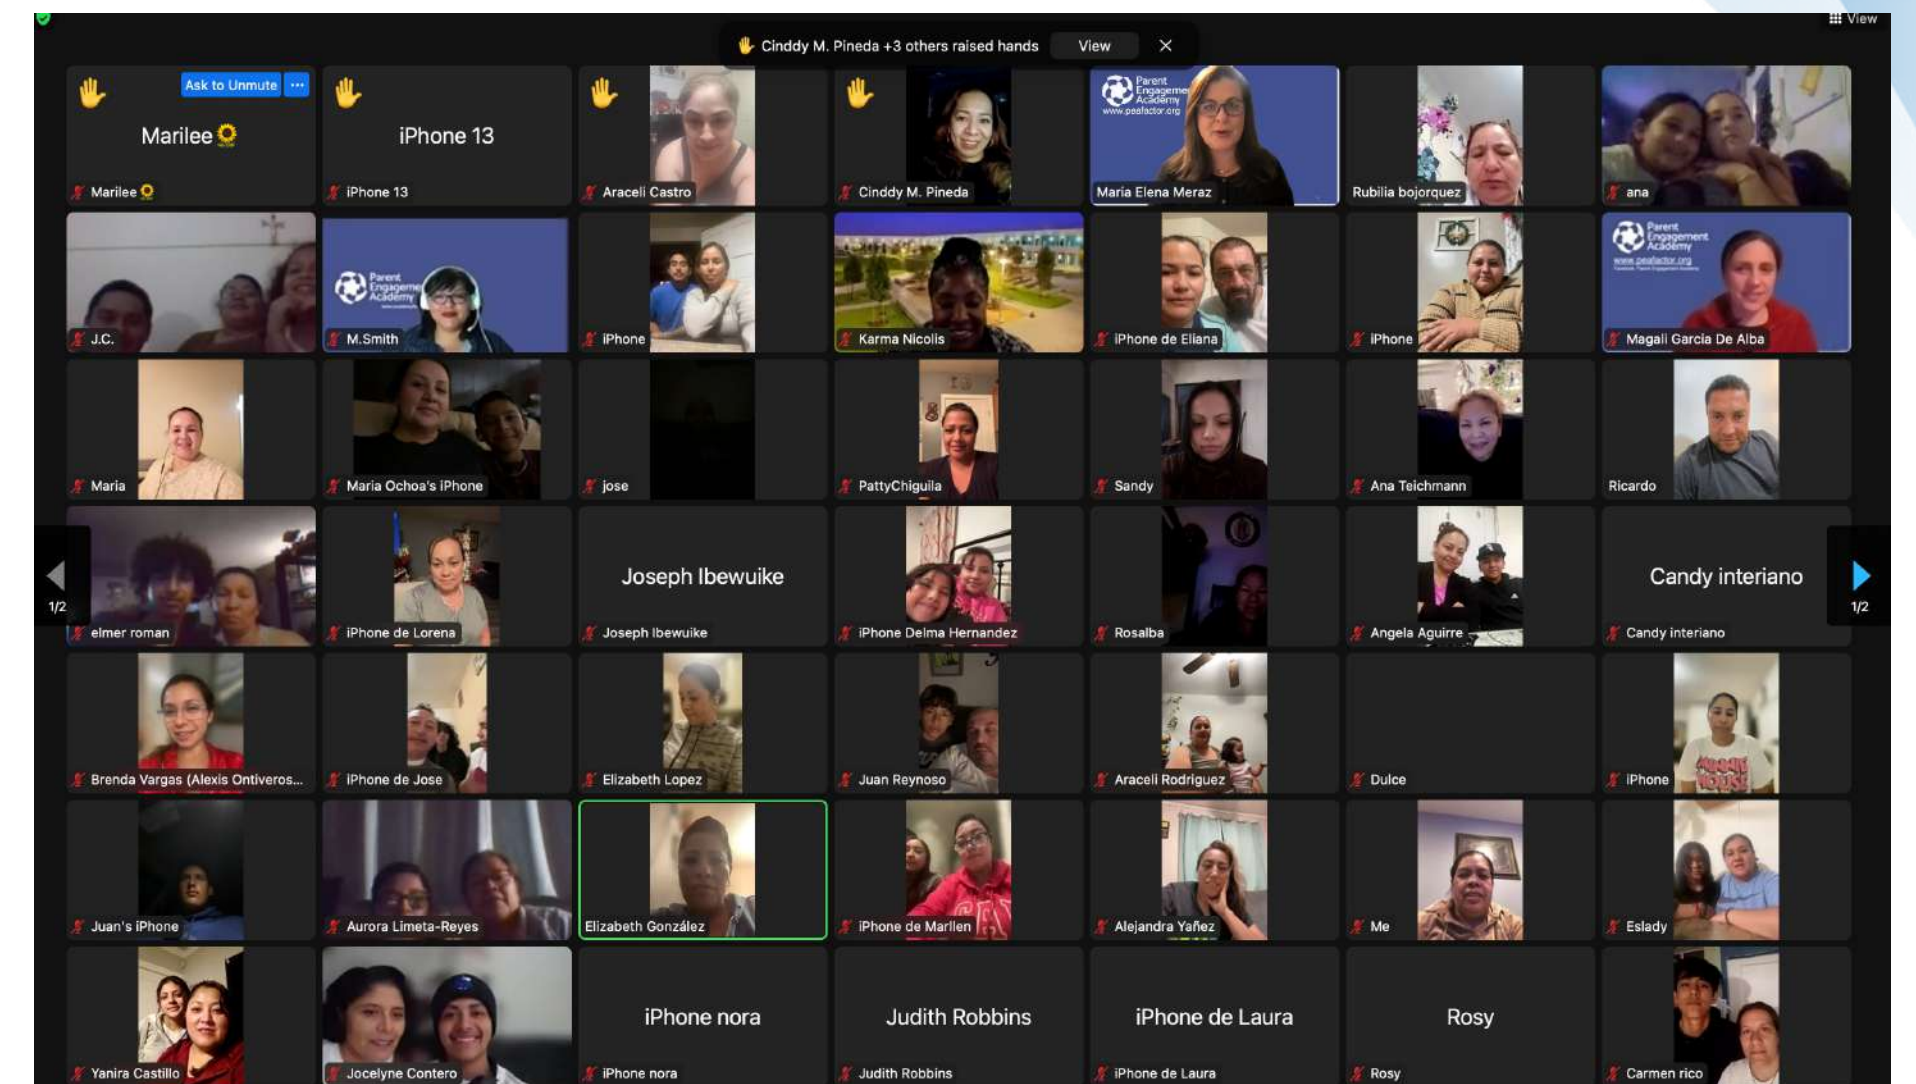 View
Cinddy M. Pineda +3 others raised hands
View
Ask to Unmute
Marilee
Marilee
iPhone 13
iPhone 13
Araceli Castro
Cinddy M. Pineda
Parent
Engageme
Academy
www.peafactor.org
Maria Elena Meraz
Rubilia bojorquez
ana
J.C.
Parent
Engageme
Academy
M.Smith
iPhone
Karma Nicolis
iPhone de Eliana
iPhone
Parent
Engagement
Academy
www.peafactor.org
Magali Garcia De Alba
Maria
Maria Ochoa's iPhone
jose
PattyChiguila
Sandy
Ana Teichmann
Ricardo
1/2
elmer roman
iPhone de Lorena
Joseph Ibewuike
Joseph Ibewuike
iPhone Delma Hernandez
Rosalba
Angela Aguirre
Candy interiano
Candy interiano
1/2
Brenda Vargas (Alexis Ontiveros...
iPhone de Jose
Elizabeth Lopez
Juan Reynoso
Araceli Rodriguez
Dulce
iPhone
Juan's iPhone
Aurora Limeta-Reyes
Elizabeth González
iPhone de Marilen
Alejandra Yañez
Me
Eslady
Yanira Castillo
Jocelyne Contero
iPhone nora
iPhone nora
Judith Robbins
Judith Robbins
iPhone de Laura
iPhone de Laura
Rosy
Rosy
Carmen rico